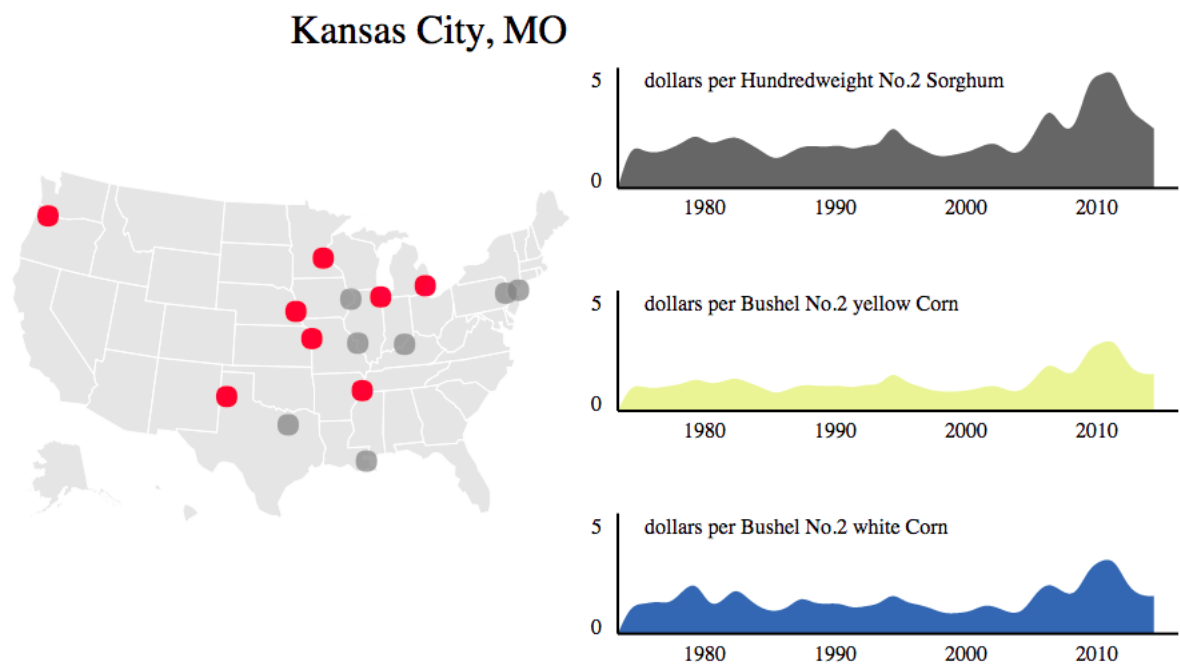 Kansas City, MO
5
dollars per Hundredweight No.2 Sorghum
0
1980 1990 2000 2010
5
dollars per Bushel No.2 yellow Corn
0
1980 1990 2000 2010
5
dollars per Bushel No.2 white Corn
0
1980 1990 2000 2010